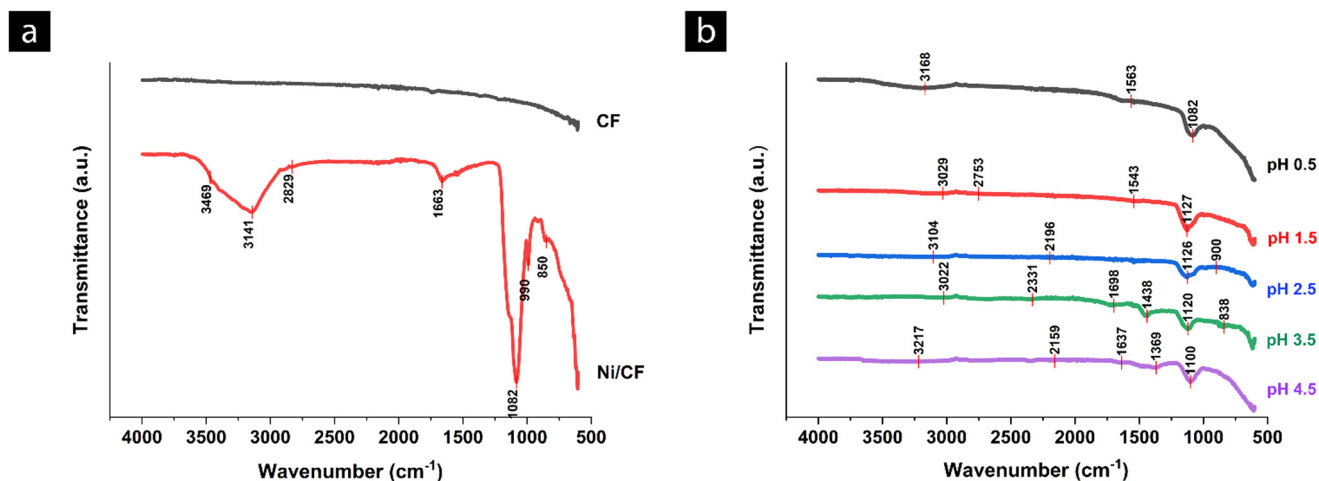 a
Transmittance (a.u.)
CF
3469
3141
2829
1663
1082
990
850
Ni/CF
4000 3500 3000 2500 2000 1500 1000 500
Wavenumber (cm⁻¹)
b
Transmittance (a.u.)
3168
1563
1082
pH 0.5
3029
2753
1543
1127
pH 1.5
3104
2196
1126
900
pH 2.5
3022
2331
1698
1438
1120
838
pH 3.5
3217
2159
1637
1369
1100
pH 4.5
4000 3500 3000 2500 2000 1500 1000 500
Wavenumber (cm⁻¹)